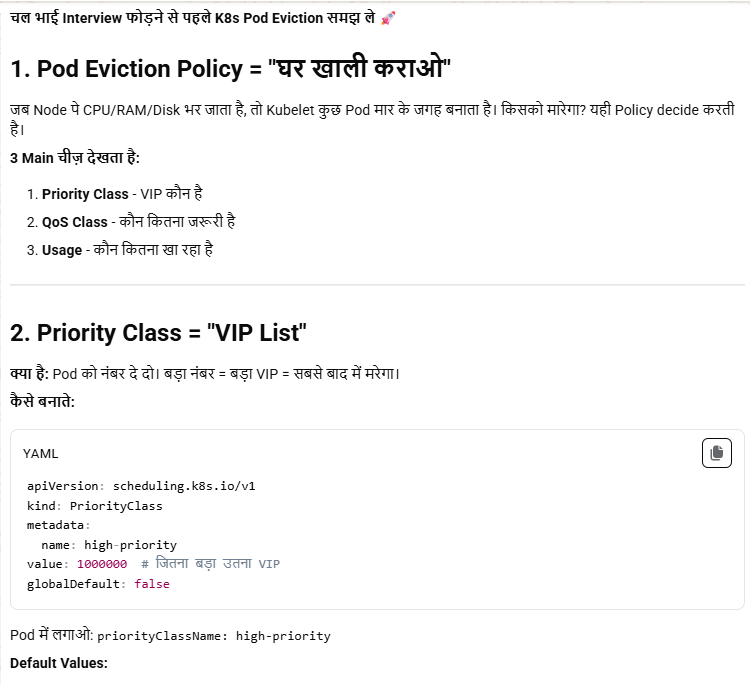 चल भाई Interview फोड़ने से पहले K8s Pod Eviction समझ ले 🚀
1. Pod Eviction Policy = "घर खाली कराओ"
जब Node पे CPU/RAM/Disk भर जाता है, तो Kubelet कुछ Pod मार के जगह बनाता है। किसको मारेगा? यही Policy decide करती
है।
3 Main चीज़ देखता है:
1. Priority Class - VIP कौन है
2. QoS Class - कौन कितना जरूरी है
3. Usage - कौन कितना खा रहा है
2. Priority Class = "VIP List"
क्या है: Pod को नंबर दे दो। बड़ा नंबर = बड़ा VIP = सबसे बाद में मरेगा।
कैसे बनाते:
YAML
apiVersion: scheduling.k8s.io/v1
kind: PriorityClass
metadata:
  name: high-priority
value: 1000000  # जितना बड़ा उतना VIP
globalDefault: false
Pod में लगाओ: priorityClassName: high-priority
Default Values: